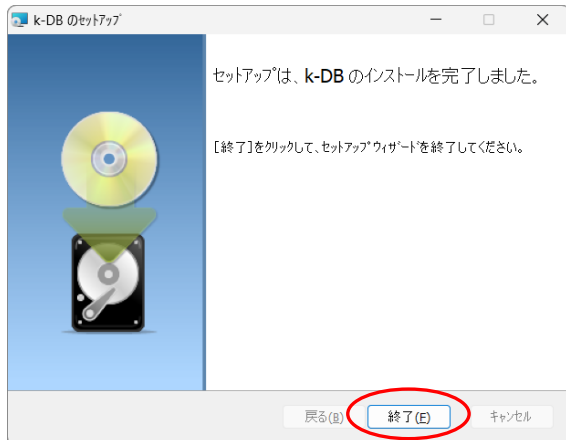 k-DB のｾｯﾄｱｯﾌﾟ
セットアップは、k-DB のインストールを完了しました。
[終了]をクリックして、セットアップウィザードを終了してください。
戻る(B)
終了(F)
キャンセル